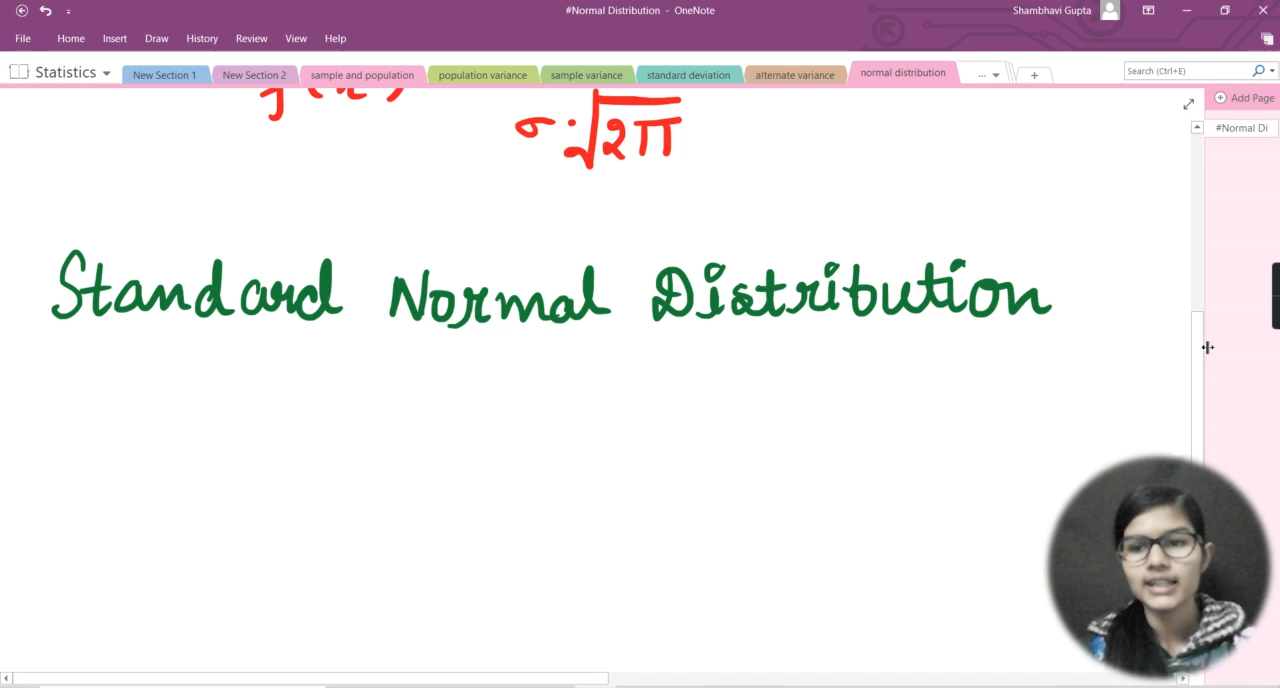 #Normal Distribution - OneNote
Shambhavi Gupta
File Home Insert Draw History Review View Help
Statistics
New Section 1 New Section 2 sample and population population variance sample variance standard deviation alternate variance normal distribution ... +
Search (Ctrl+E)
Add Page
#Normal Di
σ·√2π
Standard Normal Distribution